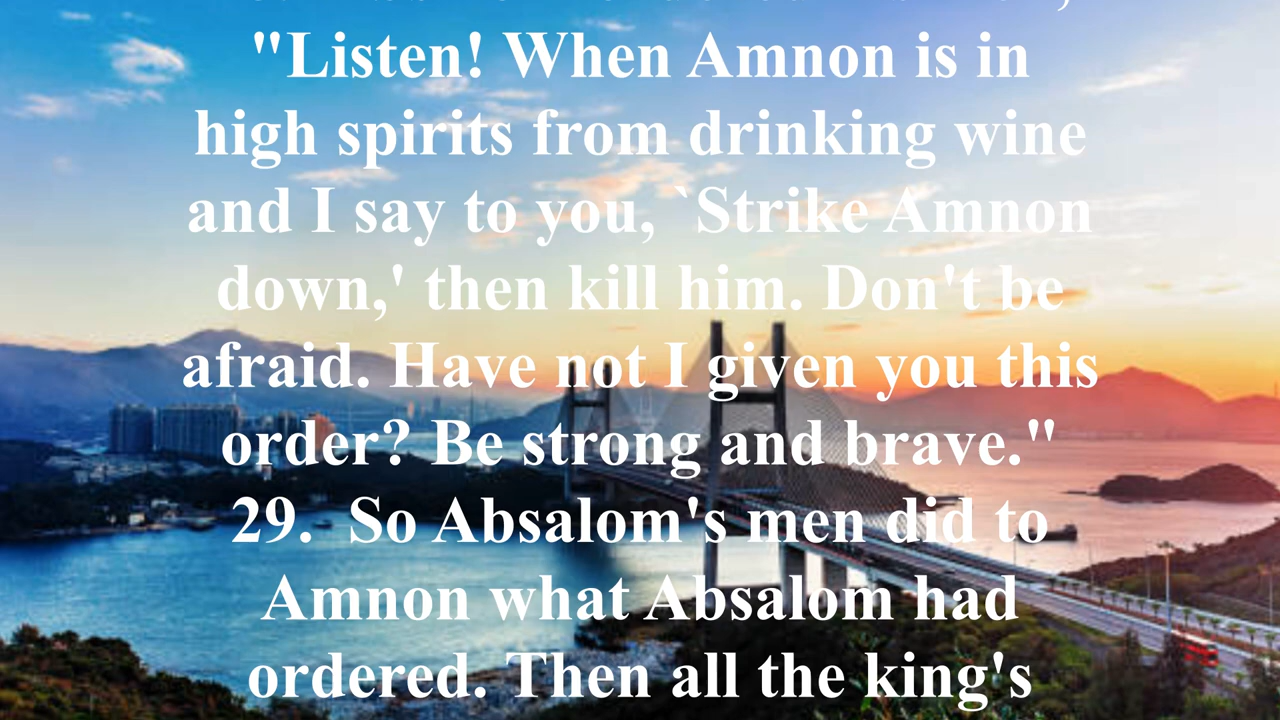 "Listen! When Amnon is in
high spirits from drinking wine
and I say to you, `Strike Amnon
down,' then kill him. Don't be
afraid. Have not I given you this
order? Be strong and brave."
29. So Absalom's men did to
Amnon what Absalom had
ordered. Then all the king's